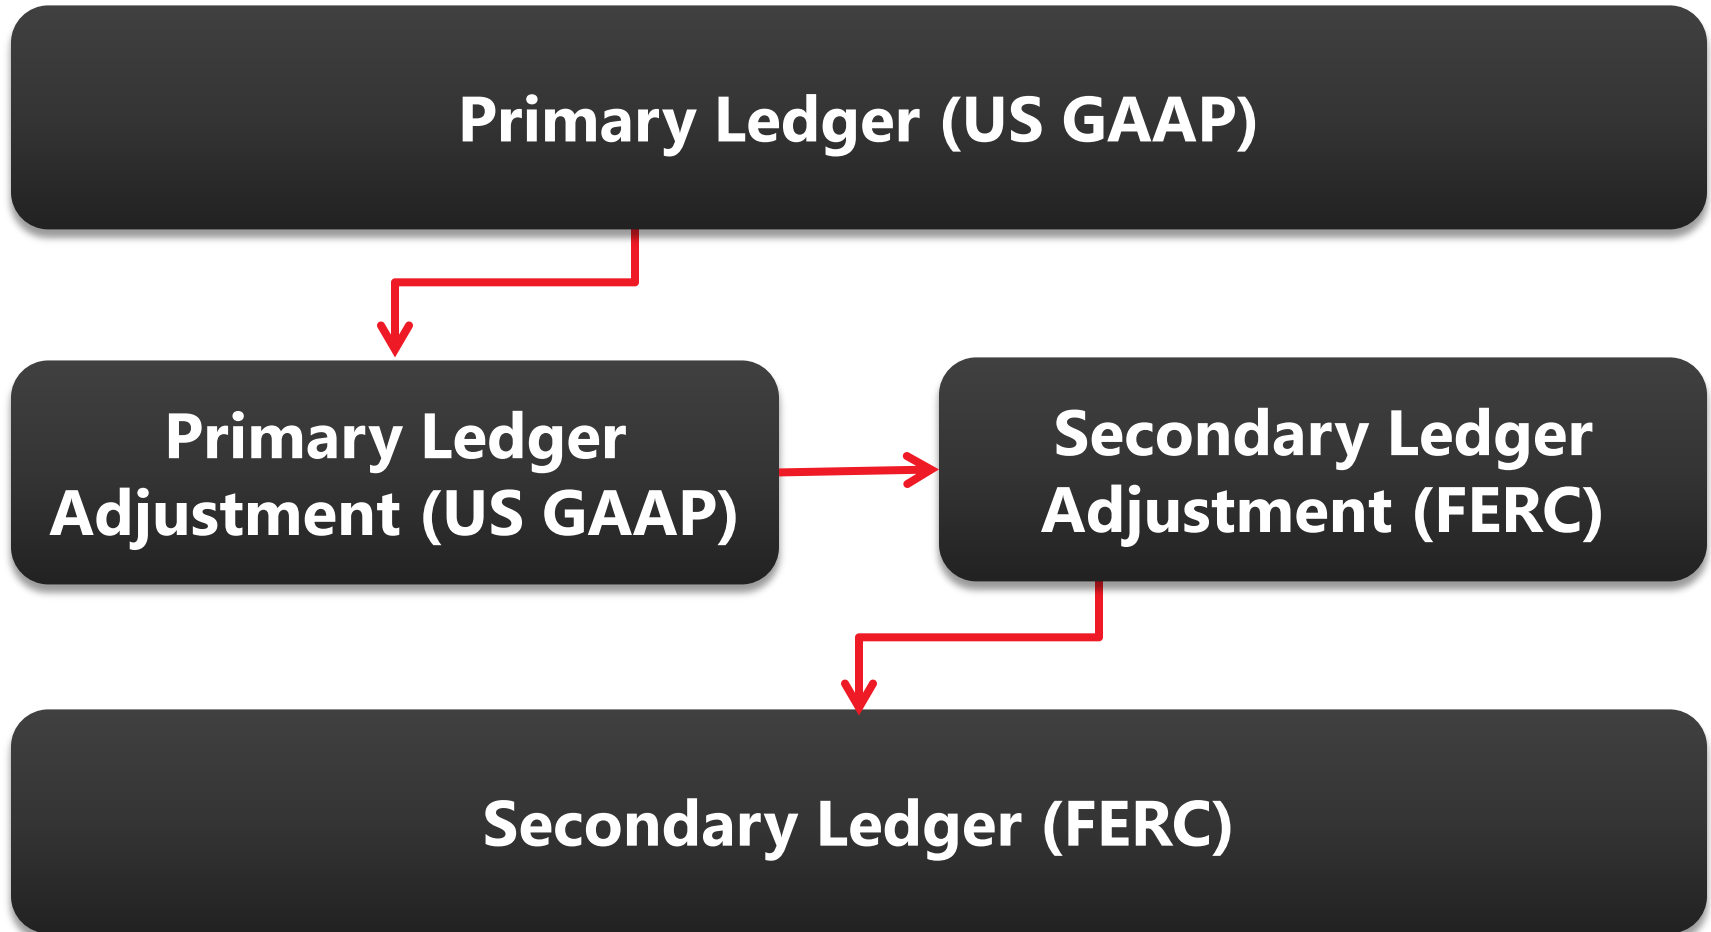 Primary Ledger (US GAAP)
Primary Ledger
Adjustment (US GAAP)
Secondary Ledger
Adjustment (FERC)
Secondary Ledger (FERC)